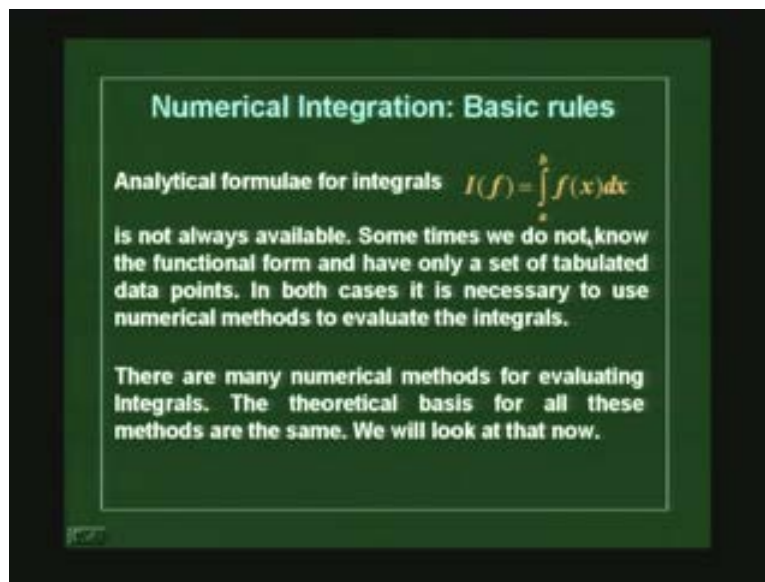 Numerical Integration: Basic rules
Analytical formulae for integrals I(f) = ∫_a^b f(x)dx
is not always available. Some times we do not know
the functional form and have only a set of tabulated
data points. In both cases it is necessary to use
numerical methods to evaluate the integrals.
There are many numerical methods for evaluating
Integrals. The theoretical basis for all these
methods are the same. We will look at that now.